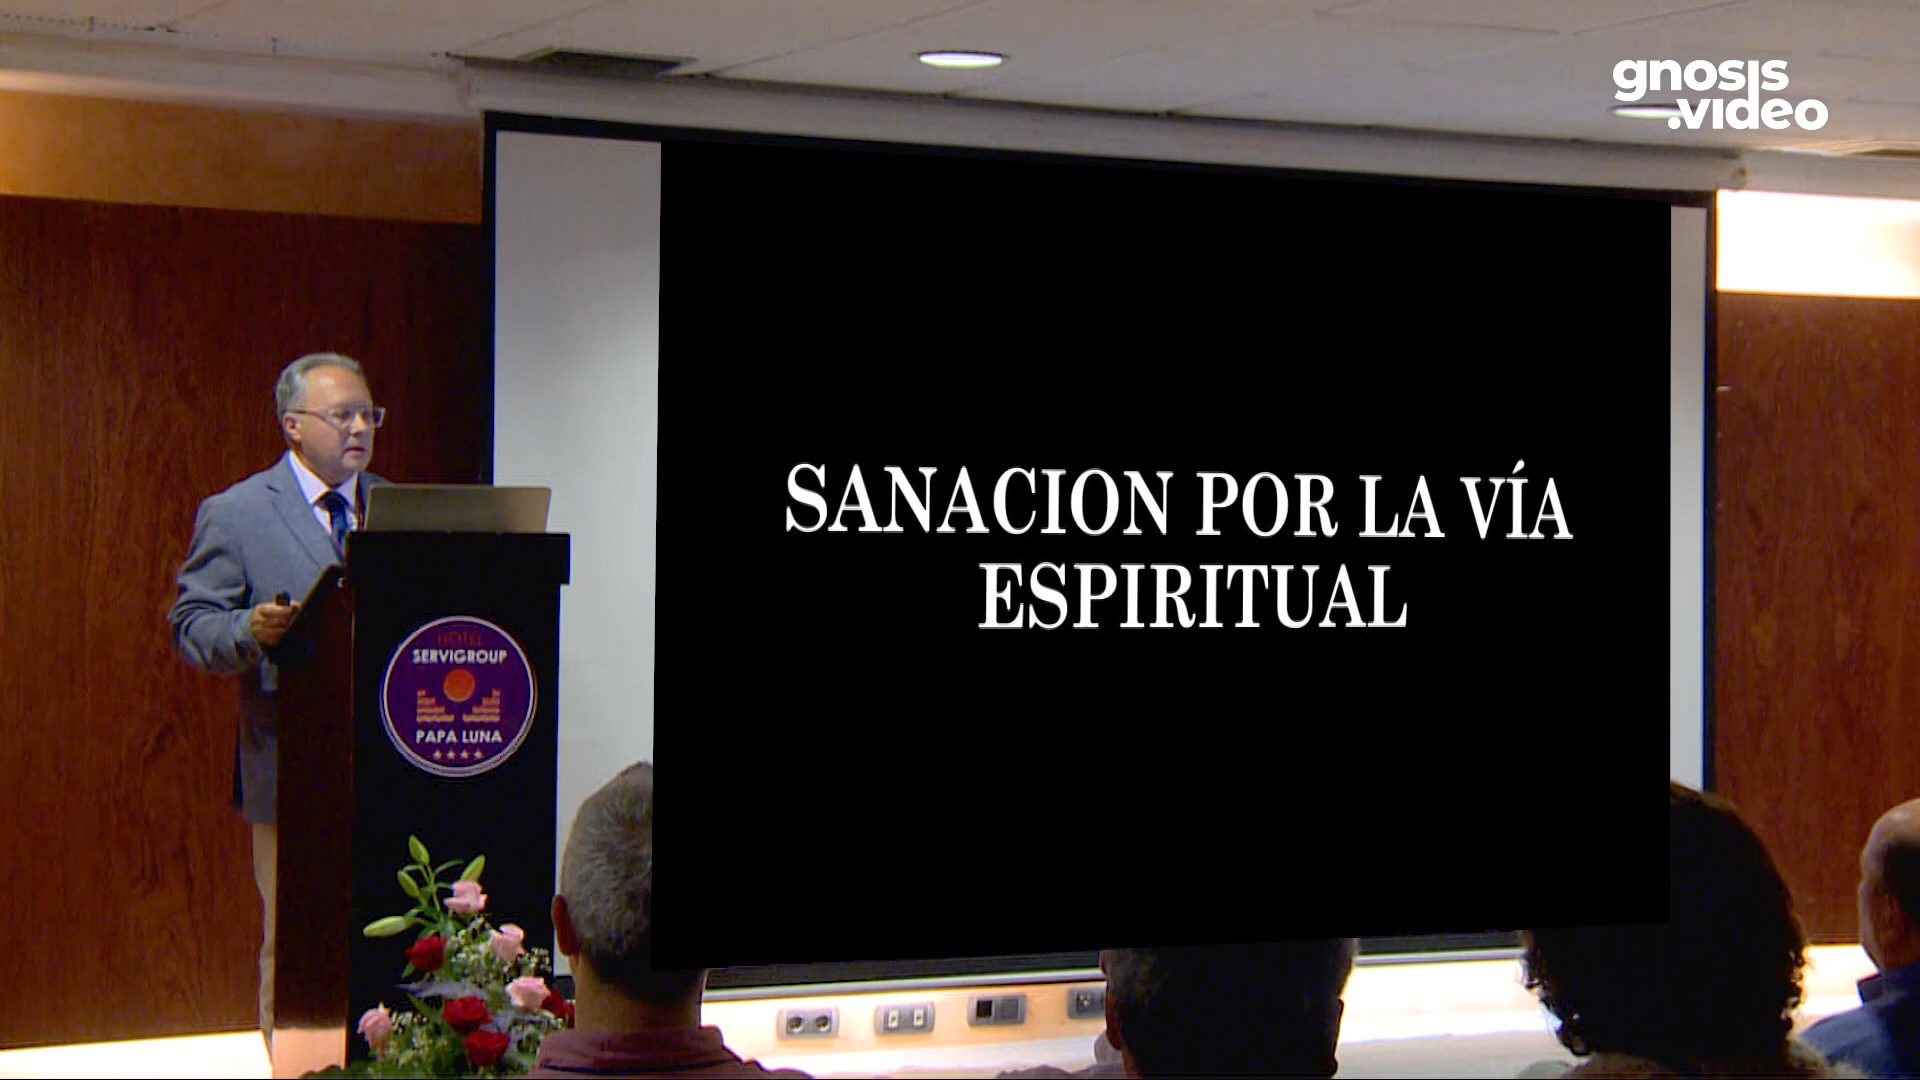 gnosis
.video
SANACION POR LA VÍA
ESPIRITUAL
HOTEL
SERVIGROUP
PAPA LUNA